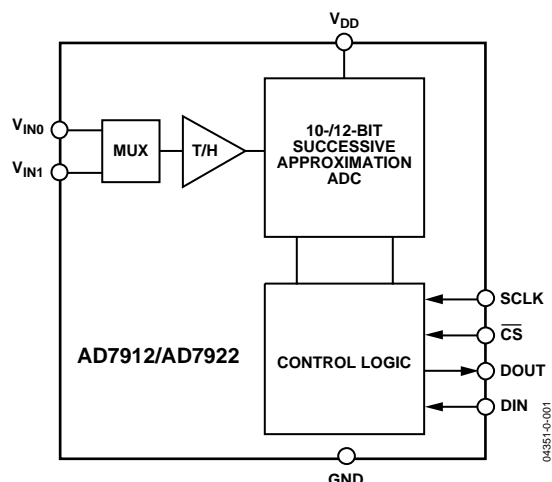 VDD
VIN0
VIN1
MUX
T/H
10-/12-BIT
SUCCESSIVE
APPROXIMATION
ADC
SCLK
CS
DOUT
DIN
AD7912/AD7922
CONTROL LOGIC
GND
04351-0-001